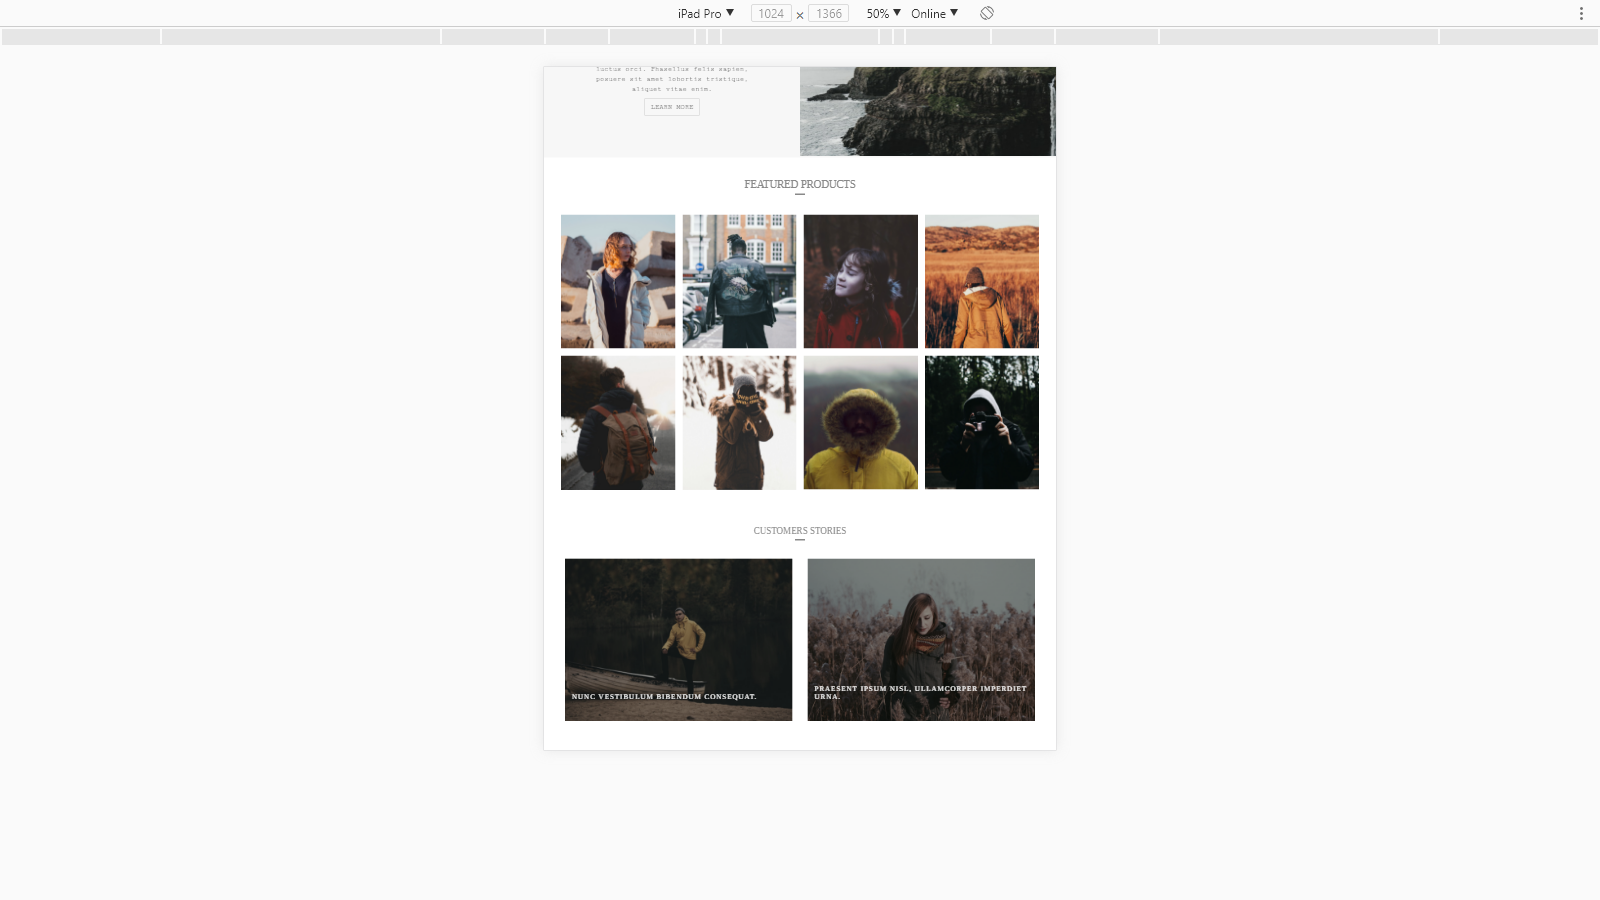 iPad Pro ▼ 1024 × 1366 50% ▼ Online ▼
luctus orci. Phasellus felis sapien,
posuere sit amet lobortis tristique,
aliquet vitae enim.
LEARN MORE
FEATURED PRODUCTS
CUSTOMERS STORIES
NUNC VESTIBULUM BIBENDUM CONSEQUAT.
PRAESENT IPSUM NISL, ULLAMCORPER IMPERDIET
URNA.